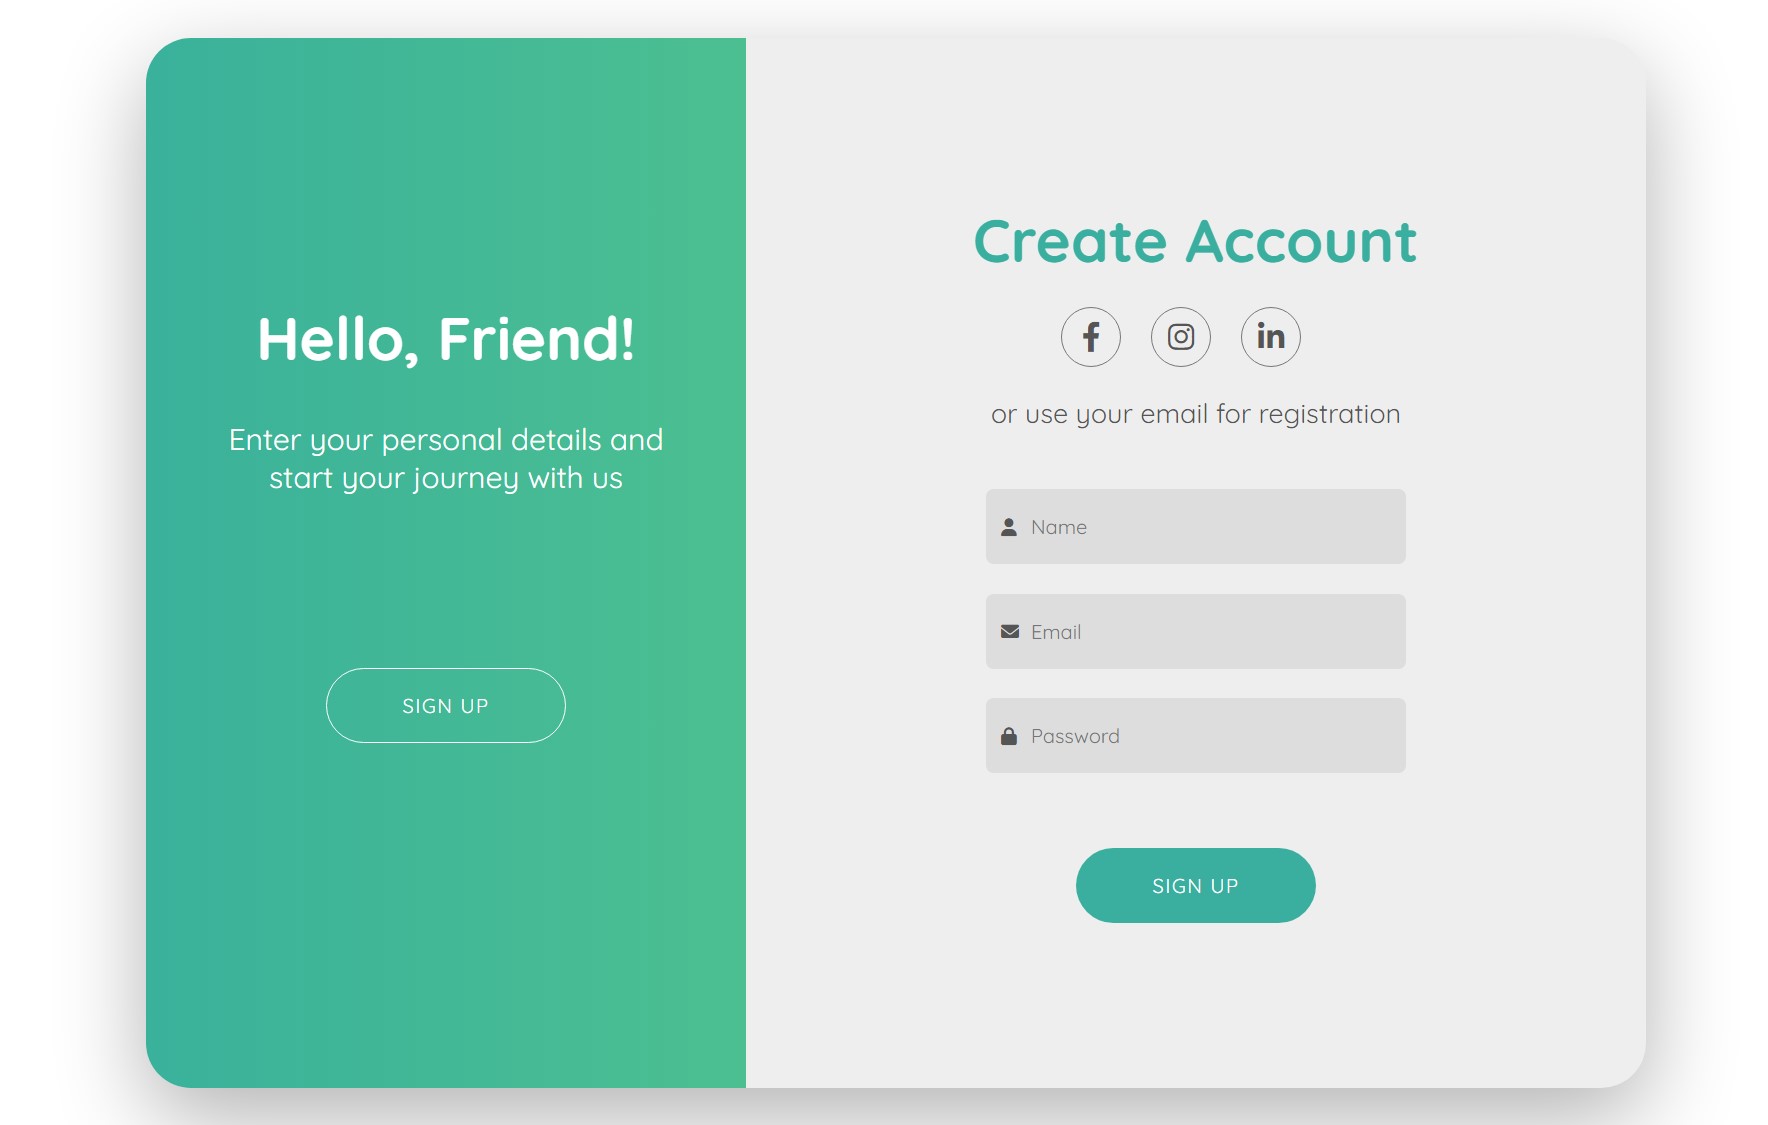 Hello, Friend!
Enter your personal details and
start your journey with us
SIGN UP
Create Account
or use your email for registration
Name
Email
Password
SIGN UP